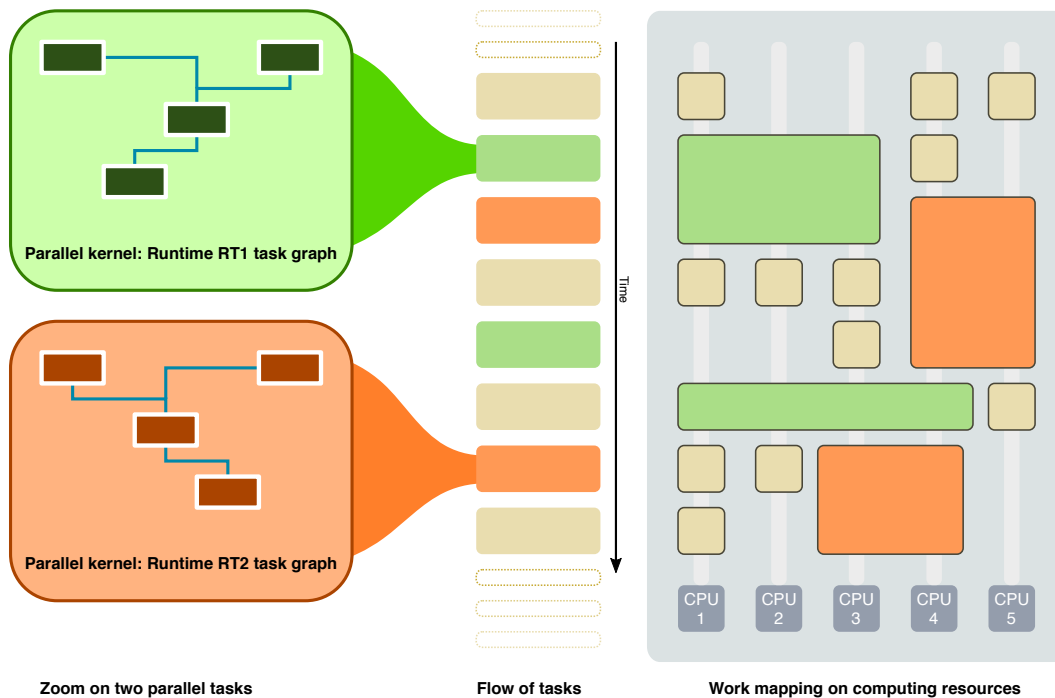 Parallel kernel: Runtime RT1 task graph
Parallel kernel: Runtime RT2 task graph
Time
CPU
1
CPU
2
CPU
3
CPU
4
CPU
5
Zoom on two parallel tasks
Flow of tasks
Work mapping on computing resources